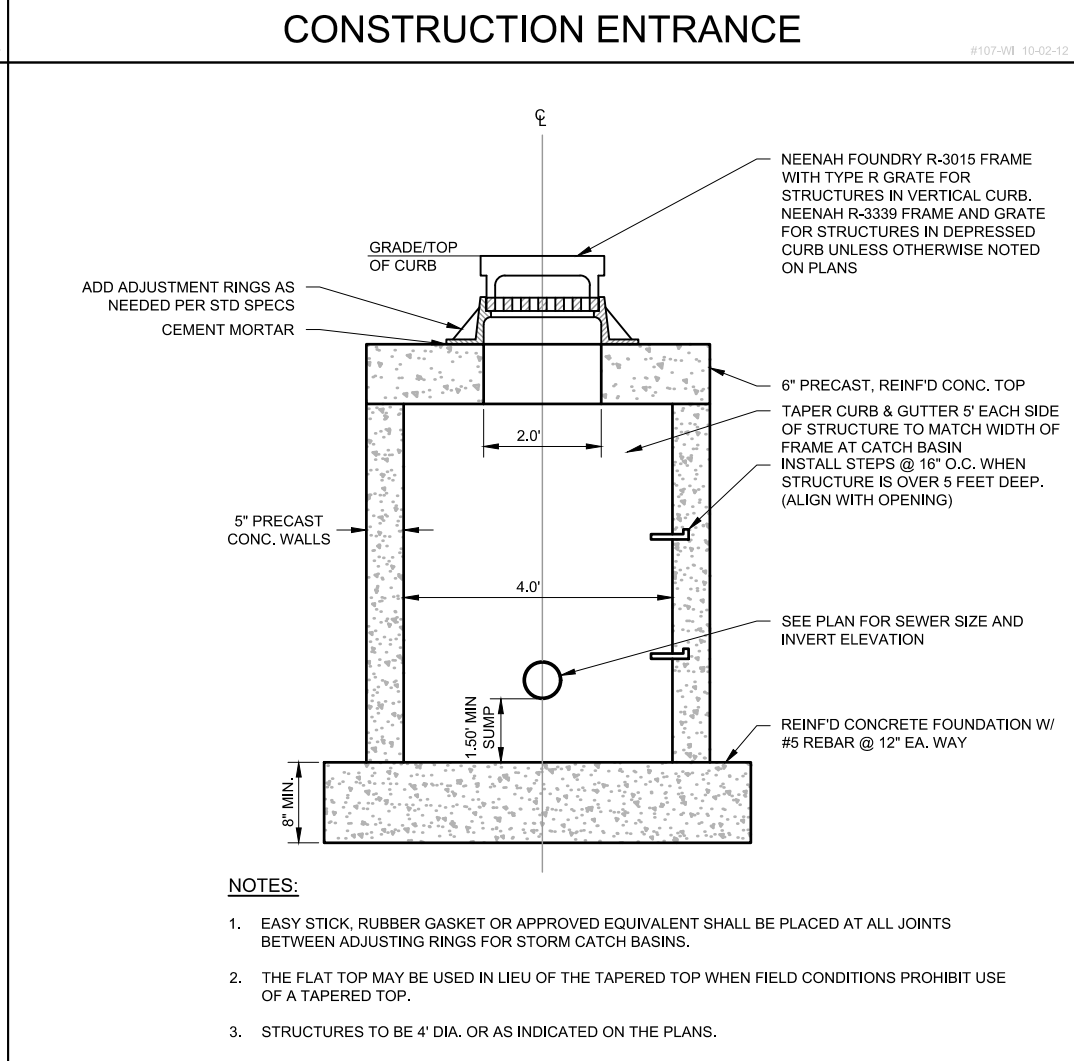 CONSTRUCTION ENTRANCE
#107-WI 10-02-12
℄
NEENAH FOUNDRY R-3015 FRAME
WITH TYPE R GRATE FOR
STRUCTURES IN VERTICAL CURB.
NEENAH R-3339 FRAME AND GRATE
FOR STRUCTURES IN DEPRESSED
CURB UNLESS OTHERWISE NOTED
ON PLANS
GRADE/TOP
OF CURB
ADD ADJUSTMENT RINGS AS
NEEDED PER STD SPECS
CEMENT MORTAR
6" PRECAST, REINF'D CONC. TOP
TAPER CURB & GUTTER 5' EACH SIDE
OF STRUCTURE TO MATCH WIDTH OF
FRAME AT CATCH BASIN
INSTALL STEPS @ 16" O.C. WHEN
STRUCTURE IS OVER 5 FEET DEEP.
(ALIGN WITH OPENING)
2.0'
5" PRECAST
CONC. WALLS
4.0'
SEE PLAN FOR SEWER SIZE AND
INVERT ELEVATION
1.50' MIN
SUMP
REINF'D CONCRETE FOUNDATION W/
#5 REBAR @ 12" EA. WAY
8" MIN.
NOTES:
1. EASY STICK, RUBBER GASKET OR APPROVED EQUIVALENT SHALL BE PLACED AT ALL JOINTS
BETWEEN ADJUSTING RINGS FOR STORM CATCH BASINS.
2. THE FLAT TOP MAY BE USED IN LIEU OF THE TAPERED TOP WHEN FIELD CONDITIONS PROHIBIT USE
OF A TAPERED TOP.
3. STRUCTURES TO BE 4' DIA. OR AS INDICATED ON THE PLANS.